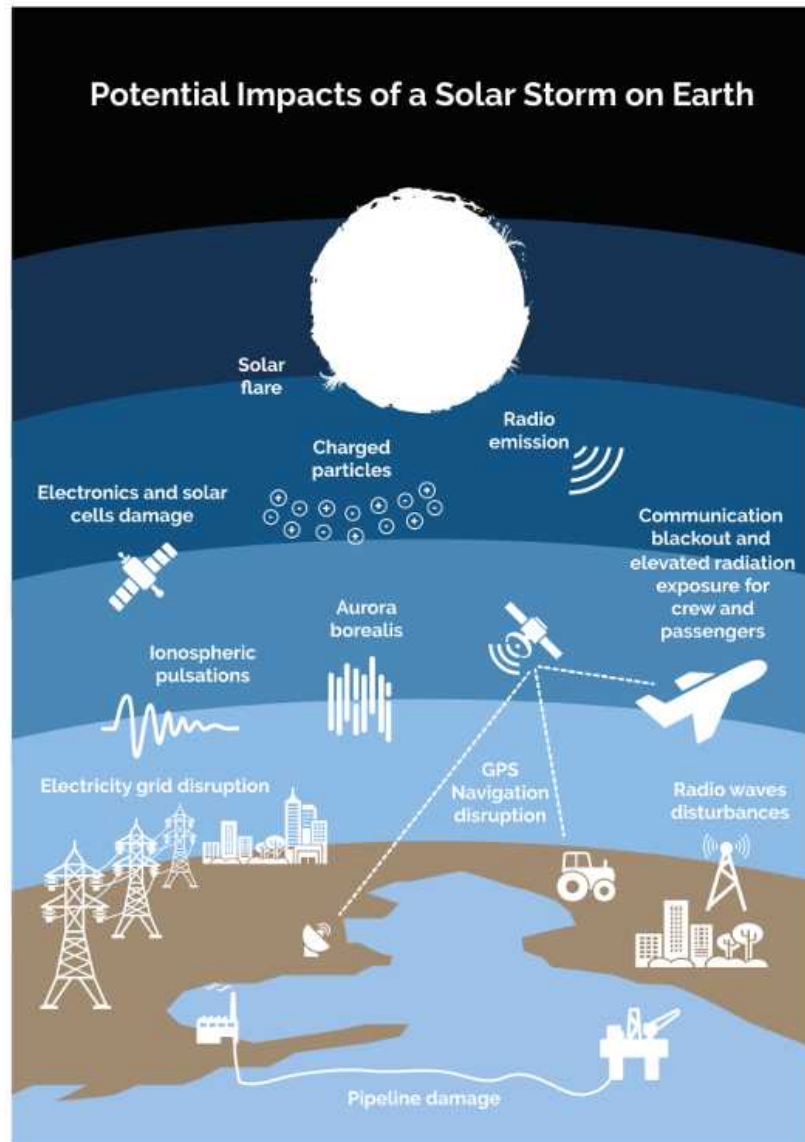 Potential Impacts of a Solar Storm on Earth
Solar
flare
Radio
emission
Charged
particles
Electronics and solar
cells damage
Communication
blackout and
elevated radiation
exposure for
crew and
passengers
Aurora
borealis
Ionospheric
pulsations
Electricity grid disruption
GPS
Navigation
disruption
Radio waves
disturbances
Pipeline damage